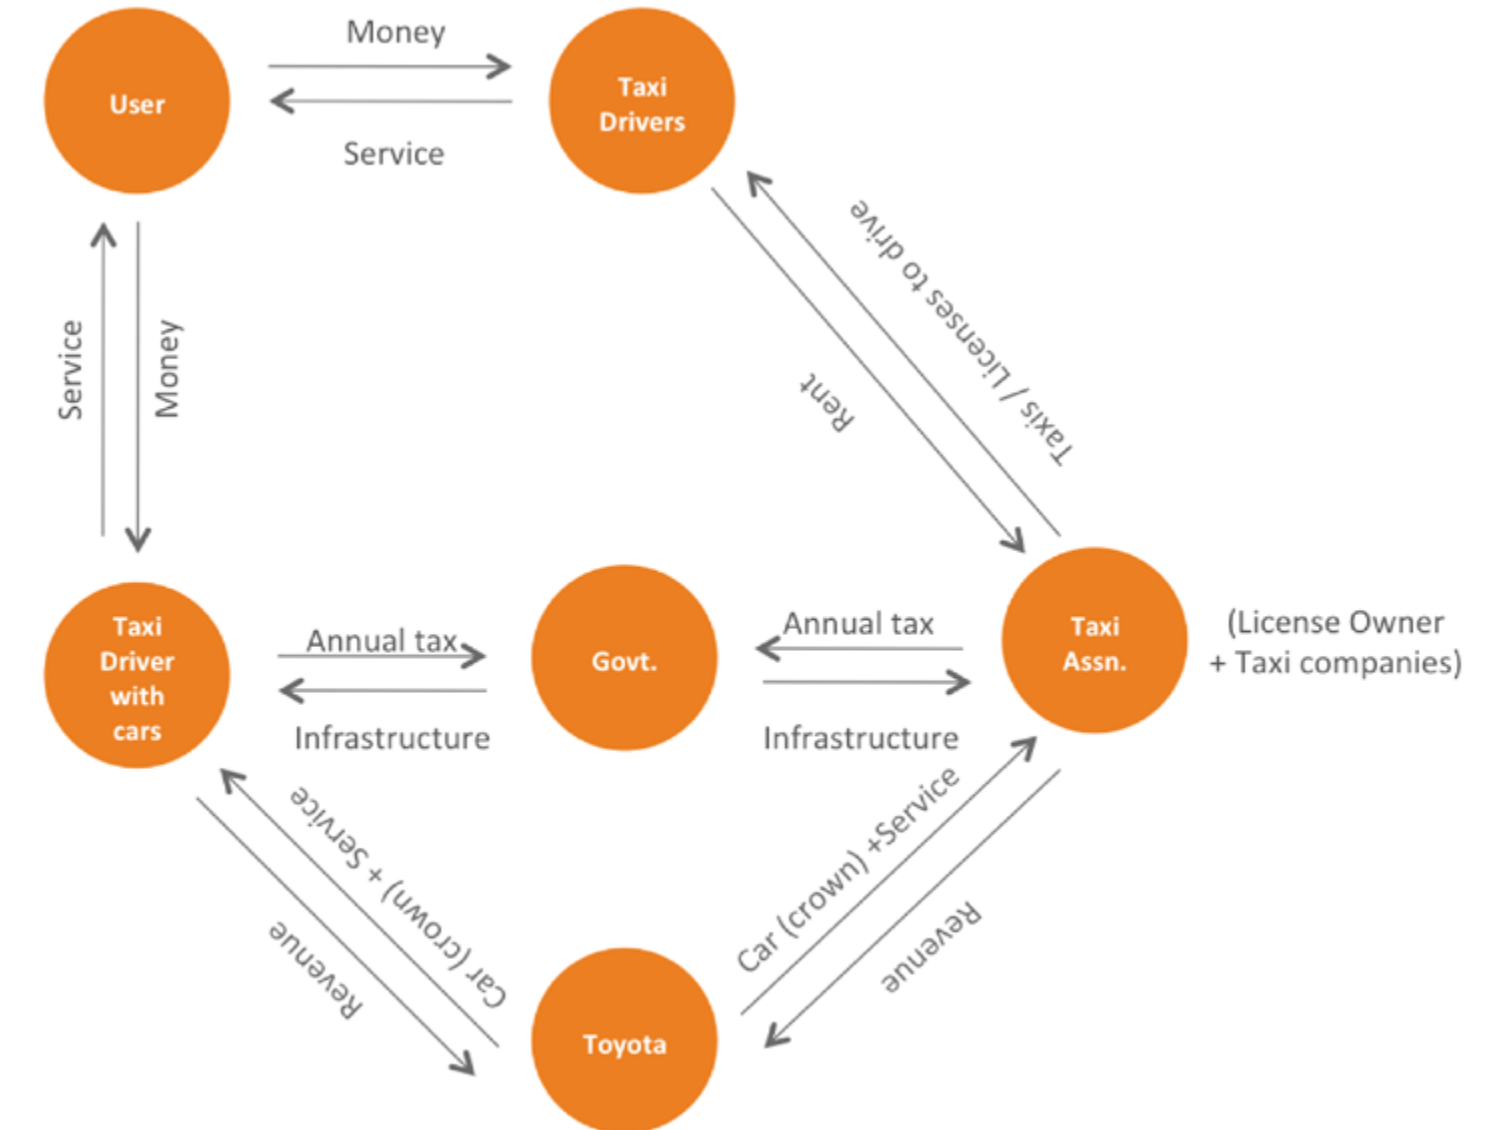 Money
User
Taxi
Drivers
Service
Taxis / Licenses to drive
Rent
Service
Money
Taxi
Driver
with
cars
Annual tax
Infrastructure
Govt.
Annual tax
Infrastructure
Taxi
Assn.
(License Owner
+ Taxi companies)
Car (crown) + Service
Revenue
Car (crown) +Service
Revenue
Toyota